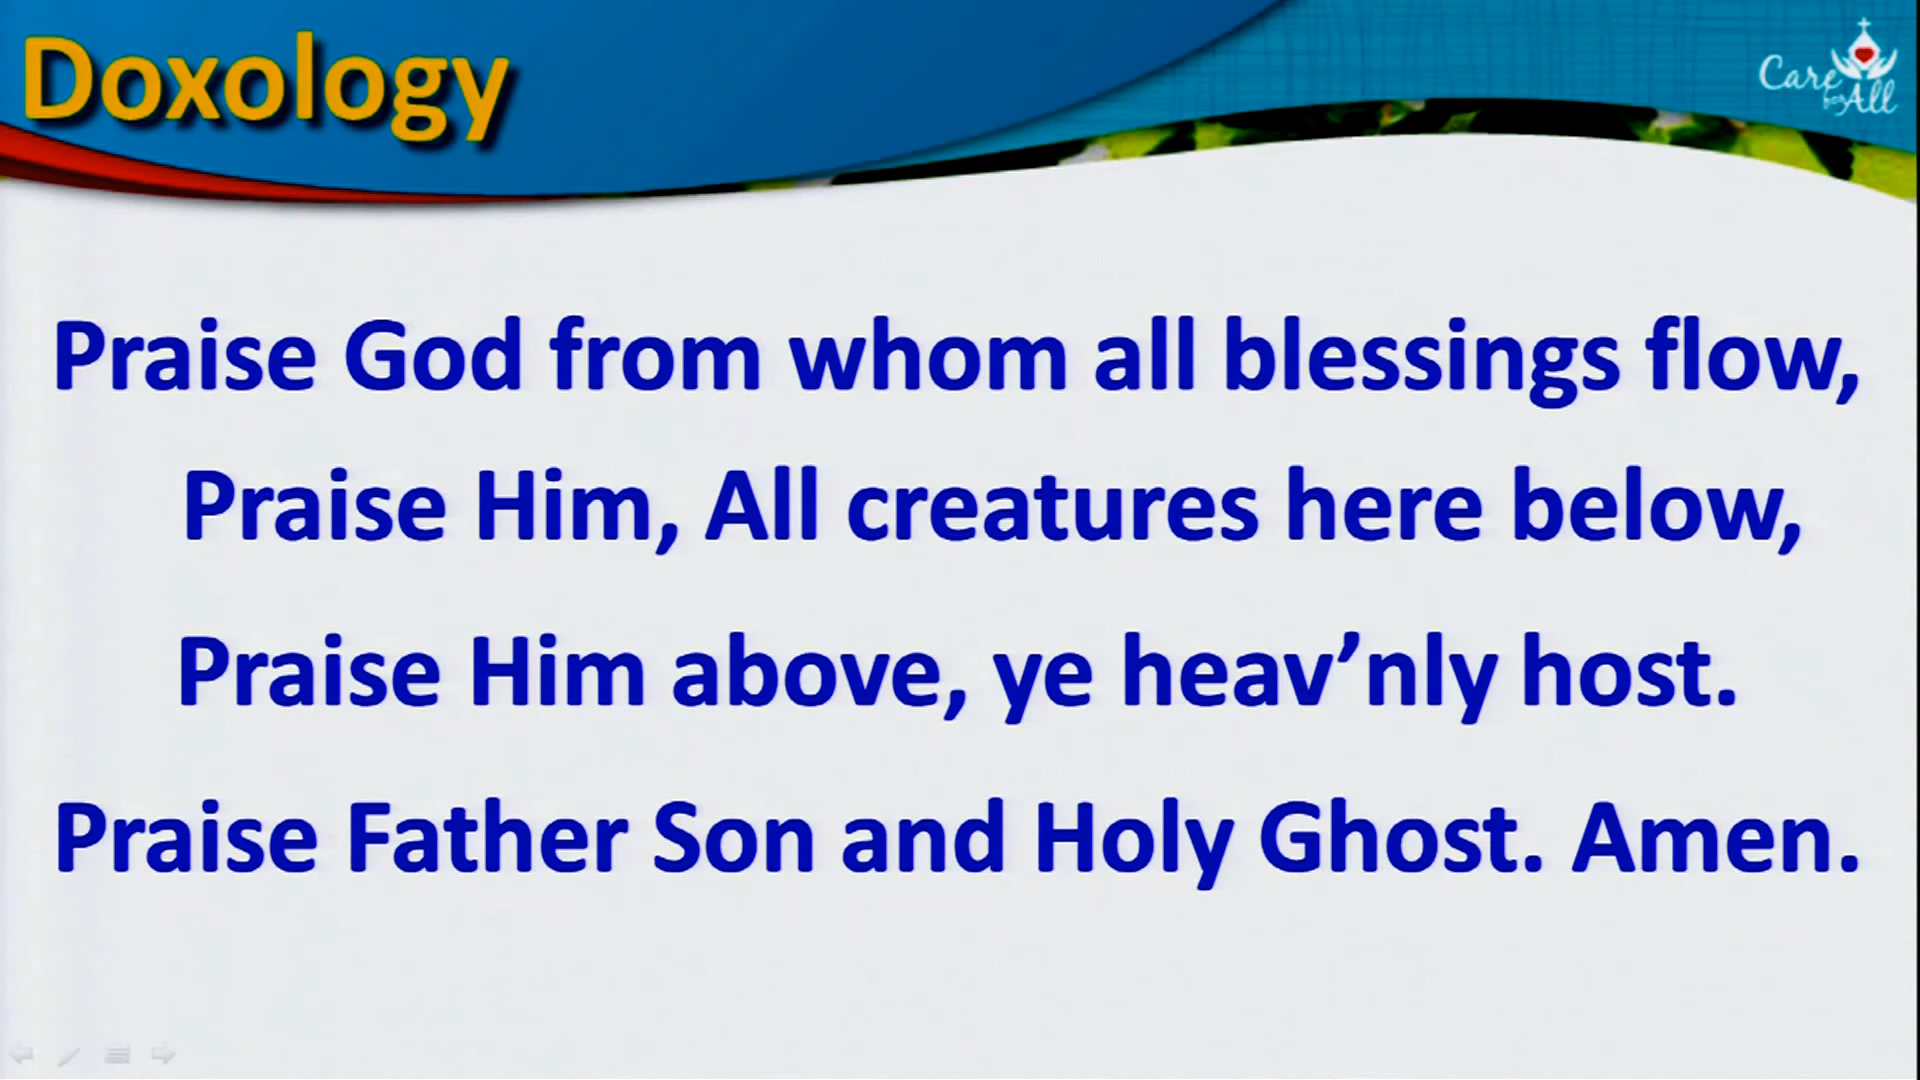 Doxology
Care
for All
Praise God from whom all blessings flow,
Praise Him, All creatures here below,
Praise Him above, ye heav’nly host.
Praise Father Son and Holy Ghost. Amen.